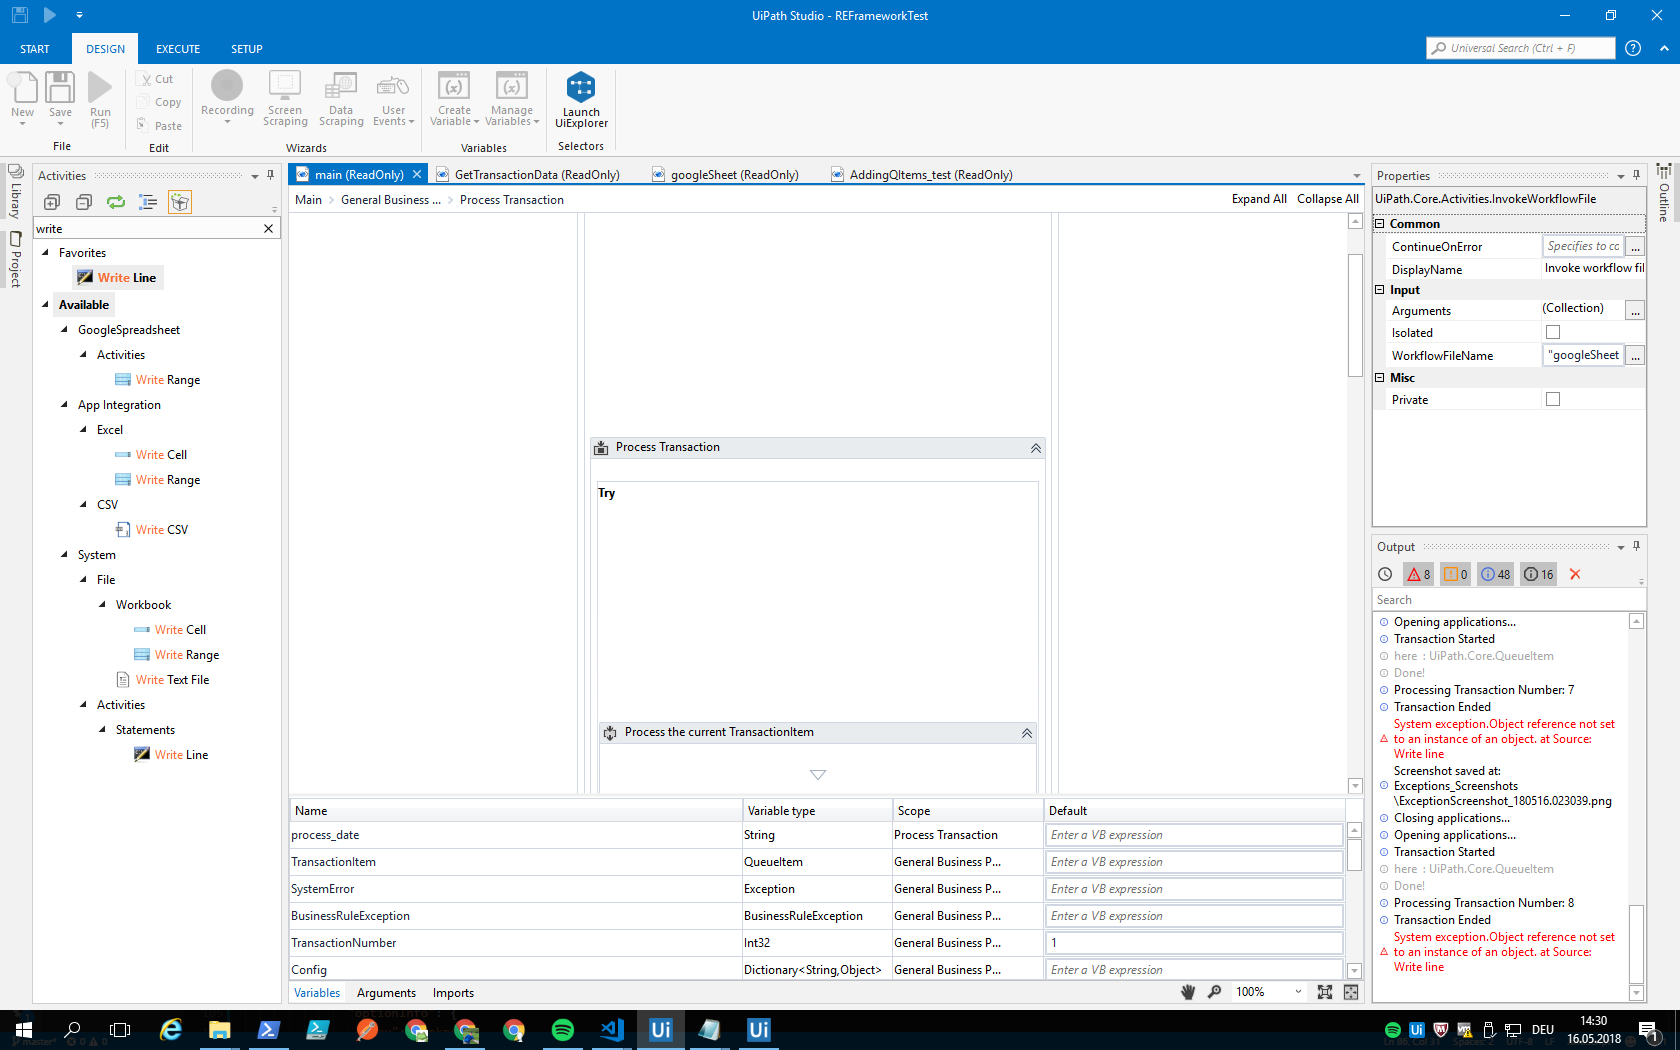 UiPath Studio - REFrameworkTest
START
DESIGN
EXECUTE
SETUP
Universal Search (Ctrl + F)
New
Save
Run
(F5)
File
Cut
Copy
Paste
Edit
Recording
Screen
Scraping
Data
Scraping
User
Events
Wizards
Create
Variable
Manage
Variables
Variables
Launch
UiExplorer
Selectors
Library
Project
Activities
write
Favorites
Write Line
Available
GoogleSpreadsheet
Activities
Write Range
App Integration
Excel
Write Cell
Write Range
CSV
Write CSV
System
File
Workbook
Write Cell
Write Range
Write Text File
Activities
Statements
Write Line
main (ReadOnly)
GetTransactionData (ReadOnly)
googleSheet (ReadOnly)
AddingQItems_test (ReadOnly)
Main > General Business ... > Process Transaction
Expand All
Collapse All
Process Transaction
Try
Process the current TransactionItem
Name Variable type Scope Default
process_date String Process Transaction Enter a VB expression
TransactionItem QueueItem General Business P... Enter a VB expression
SystemError Exception General Business P... Enter a VB expression
BusinessRuleException BusinessRuleException General Business P... Enter a VB expression
TransactionNumber Int32 General Business P... 1
Config Dictionary<String,Object> General Business P... Enter a VB expression
Variables Arguments Imports
100%
Properties
UiPath.Core.Activities.InvokeWorkflowFile
Common
ContinueOnError Specifies to co ...
DisplayName Invoke workflow fil
Input
Arguments (Collection) ...
Isolated
WorkflowFileName "googleSheet ...
Misc
Private
Outline
Output
8
0
48
16
Search
Opening applications...
Transaction Started
here : UiPath.Core.QueueItem
Done!
Processing Transaction Number: 7
Transaction Ended
System exception.Object reference not set
to an instance of an object. at Source:
Write line
Screenshot saved at:
Exceptions_Screenshots
\ExceptionScreenshot_180516.023039.png
Closing applications...
Opening applications...
Transaction Started
here : UiPath.Core.QueueItem
Done!
Processing Transaction Number: 8
Transaction Ended
System exception.Object reference not set
to an instance of an object. at Source:
Write line
Ui
Ui
Ui
DEU
14:30
16.05.2018
1